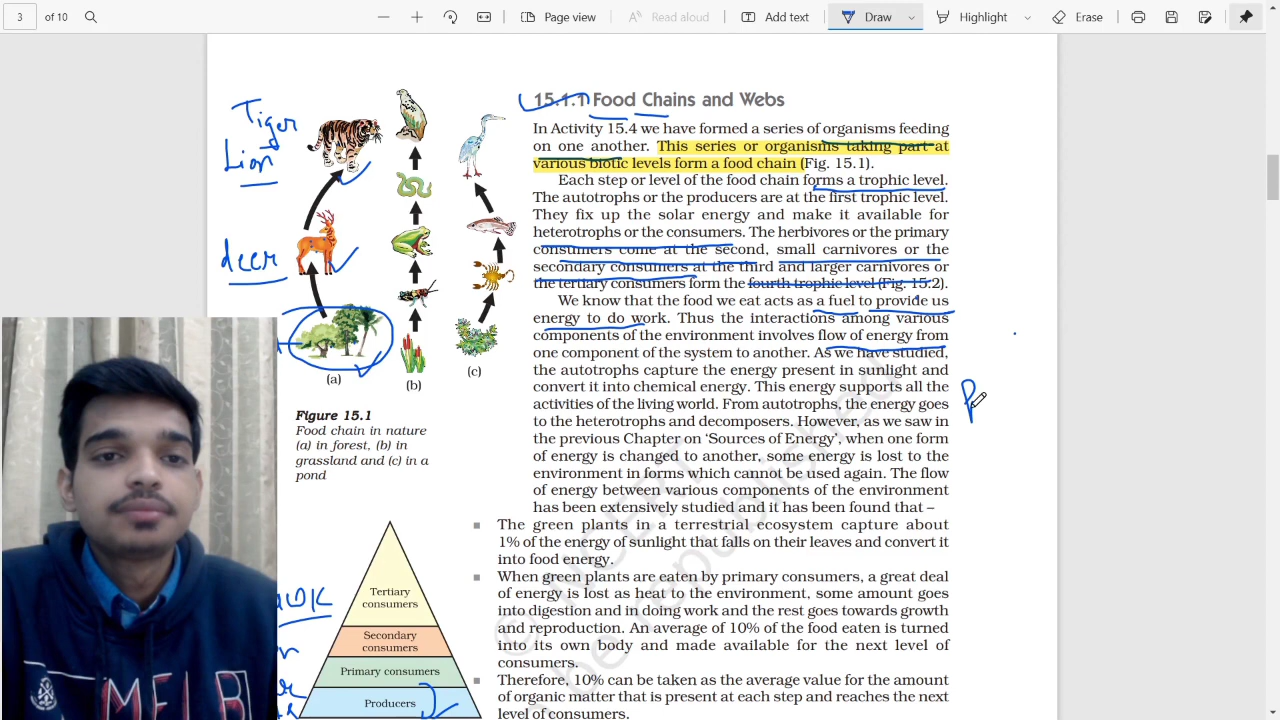 3 of 10
Page view
Read aloud
Add text
Draw
Highlight
Erase
15.1.1 Food Chains and Webs
In Activity 15.4 we have formed a series of organisms feeding
on one another. This series or organisms taking part at
various biotic levels form a food chain (Fig. 15.1).
Each step or level of the food chain forms a trophic level.
The autotrophs or the producers are at the first trophic level.
They fix up the solar energy and make it available for
heterotrophs or the consumers. The herbivores or the primary
consumers come at the second, small carnivores or the
secondary consumers at the third and larger carnivores or
the tertiary consumers form the fourth trophic level (Fig. 15.2).
We know that the food we eat acts as a fuel to provide us
energy to do work. Thus the interactions among various
components of the environment involves flow of energy from
one component of the system to another. As we have studied,
the autotrophs capture the energy present in sunlight and
convert it into chemical energy. This energy supports all the
activities of the living world. From autotrophs, the energy goes
to the heterotrophs and decomposers. However, as we saw in
the previous Chapter on ‘Sources of Energy’, when one form
of energy is changed to another, some energy is lost to the
environment in forms which cannot be used again. The flow
of energy between various components of the environment
has been extensively studied and it has been found that –
The green plants in a terrestrial ecosystem capture about
1% of the energy of sunlight that falls on their leaves and convert it
into food energy.
When green plants are eaten by primary consumers, a great deal
of energy is lost as heat to the environment, some amount goes
into digestion and in doing work and the rest goes towards growth
and reproduction. An average of 10% of the food eaten is turned
into its own body and made available for the next level of
consumers.
Therefore, 10% can be taken as the average value for the amount
of organic matter that is present at each step and reaches the next
level of consumers.
Tiger
Lion
deer
(a)
(b)
(c)
Figure 15.1
Food chain in nature
(a) in forest, (b) in
grassland and (c) in a
pond
Tertiary
consumers
Secondary
consumers
Primary consumers
Producers
P
© NCERT
be republished
MELB